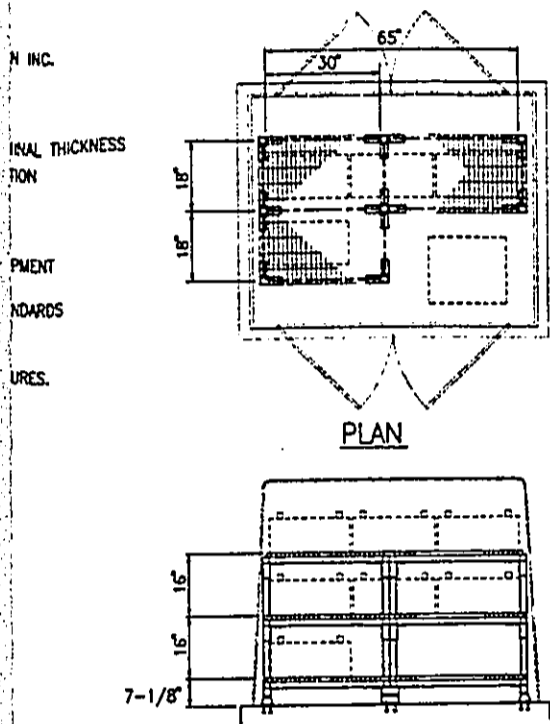 N INC.
65"
30"
INAL THICKNESS
TION
18"
18"
PMENT
NDARDS
URES.
PLAN
16"
16"
7-1/8"